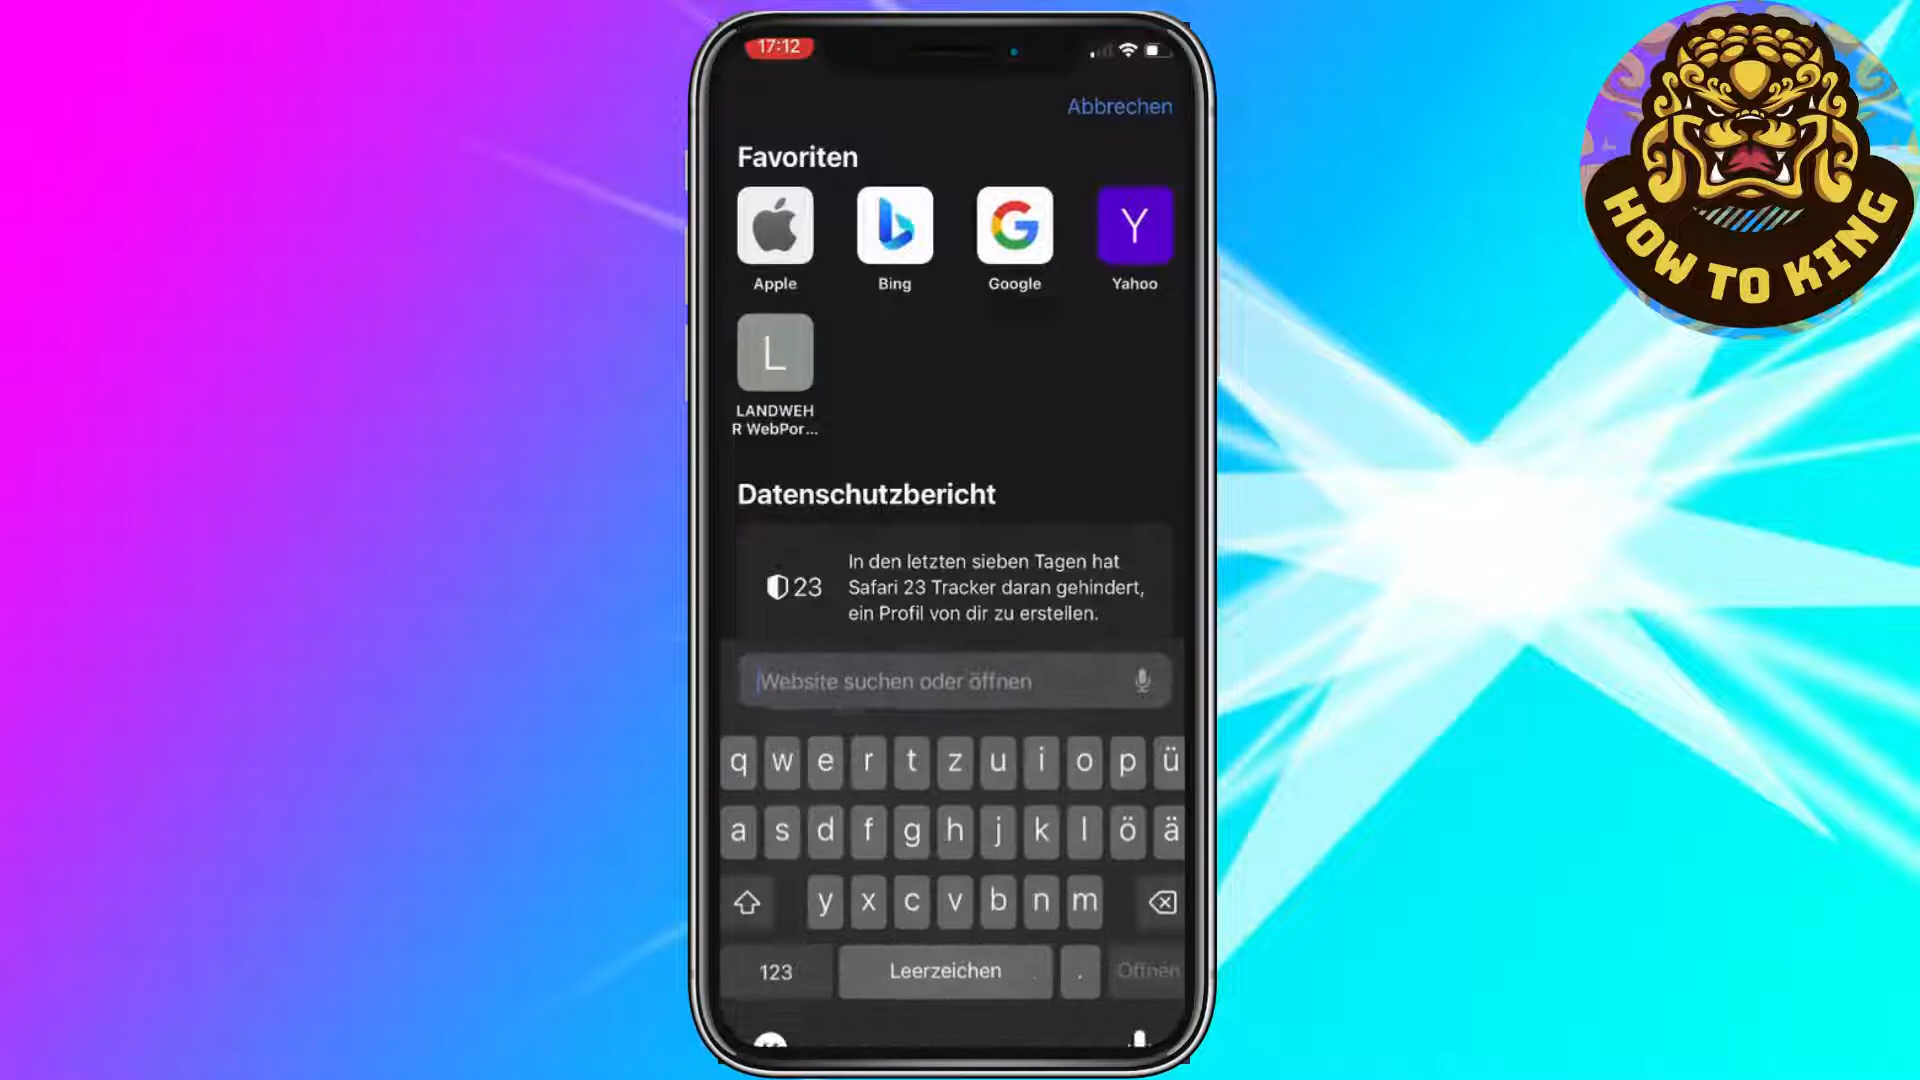 17:12
Abbrechen
Favoriten
Y
Apple
Bing
Google
Yahoo
L
LANDWEH
R WebPor...
Datenschutzbericht
In den letzten sieben Tagen hat
23
Safari 23 Tracker daran gehindert,
ein Profil von dir zu erstellen.
Website suchen oder öffnen
q w e r t z u i o p ü
a s d f g h j k l ö ä
y x c v b n m
123
Leerzeichen
.
Öffnen
HOW TO KING